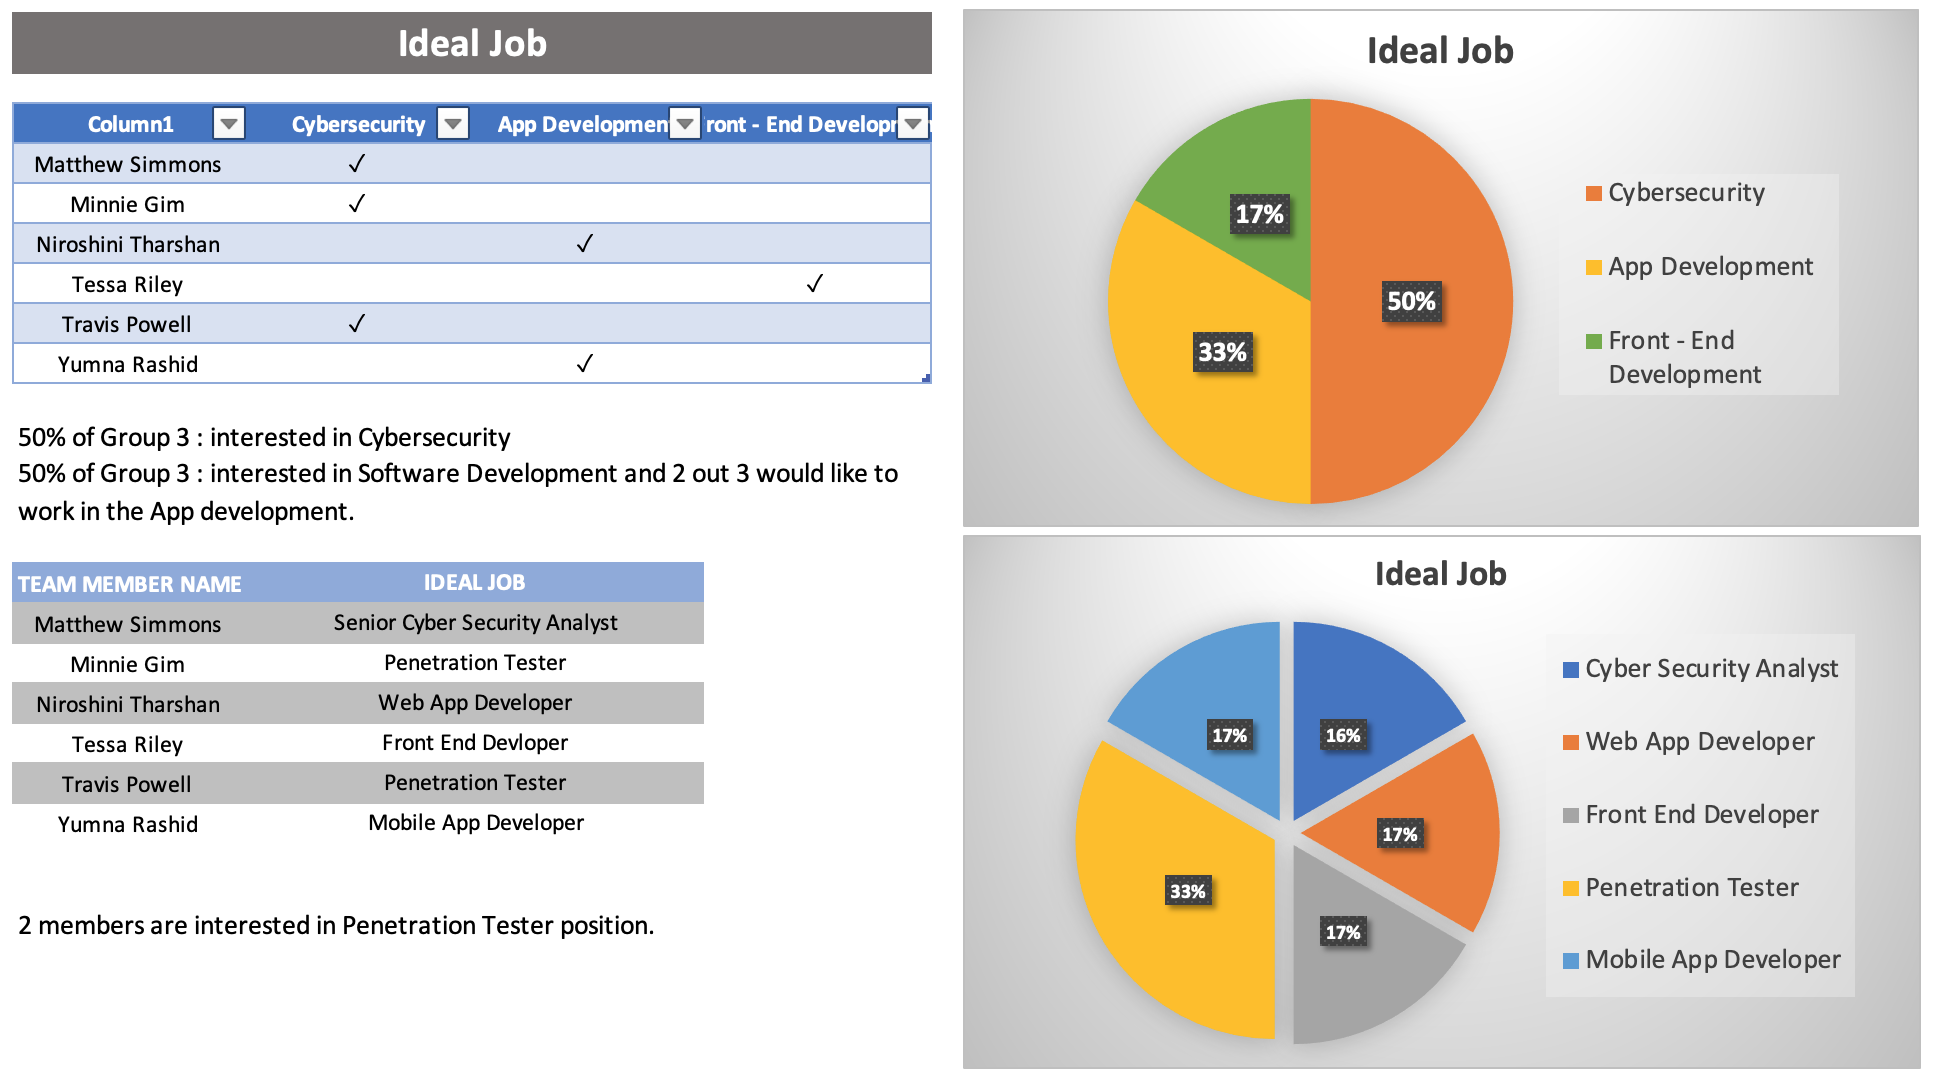 Ideal Job
Column1 Cybersecurity App Development ront - End Developm
Matthew Simmons ✓
Minnie Gim ✓
Niroshini Tharshan ✓
Tessa Riley ✓
Travis Powell ✓
Yumna Rashid ✓
50% of Group 3 : interested in Cybersecurity
50% of Group 3 : interested in Software Development and 2 out 3 would like to
work in the App development.
TEAM MEMBER NAME IDEAL JOB
Matthew Simmons Senior Cyber Security Analyst
Minnie Gim Penetration Tester
Niroshini Tharshan Web App Developer
Tessa Riley Front End Devloper
Travis Powell Penetration Tester
Yumna Rashid Mobile App Developer
2 members are interested in Penetration Tester position.
Ideal Job
17%
50%
33%
Cybersecurity
App Development
Front - End
Development
Ideal Job
17%
16%
17%
33%
17%
Cyber Security Analyst
Web App Developer
Front End Developer
Penetration Tester
Mobile App Developer